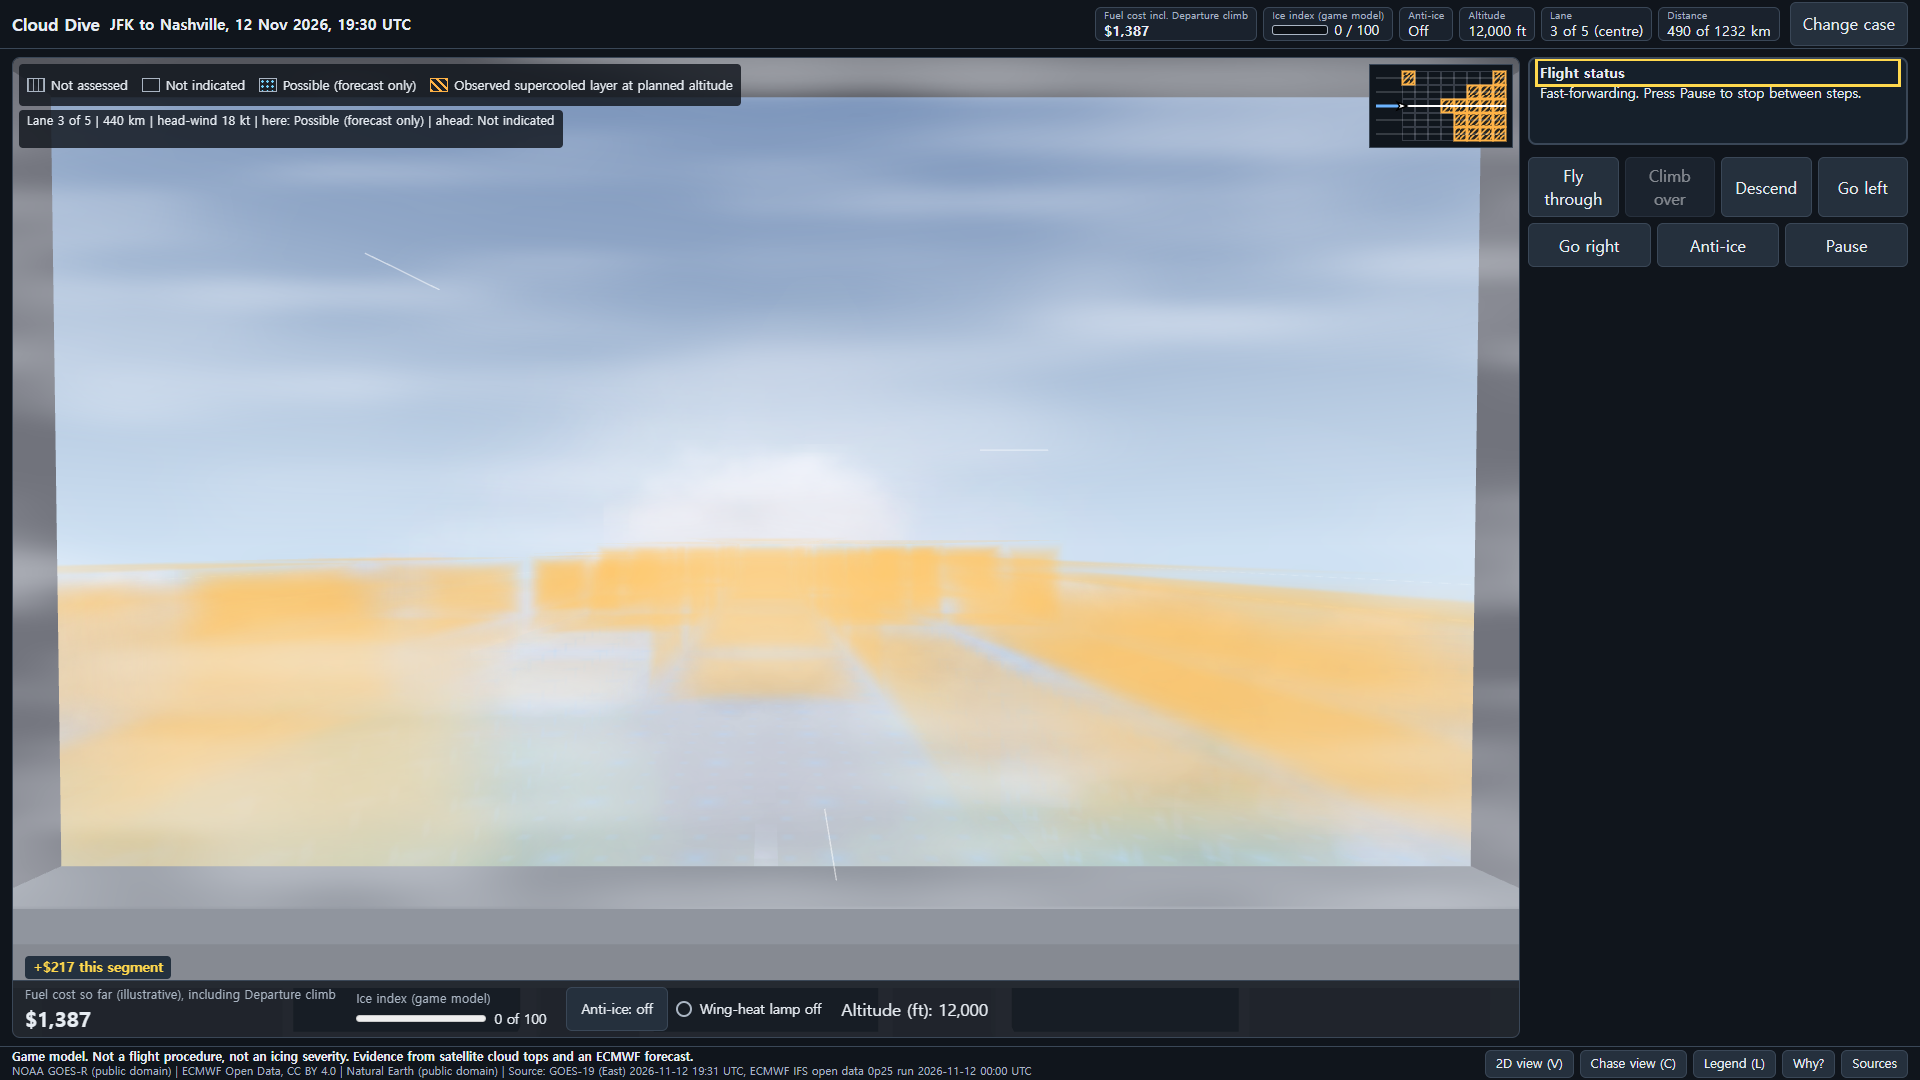 Cloud Dive JFK to Nashville, 12 Nov 2026, 19:30 UTC
Fuel cost incl. Departure climb
$1,387
Ice index (game model)
0 / 100
Anti-ice
Off
Altitude
12,000 ft
Lane
3 of 5 (centre)
Distance
490 of 1232 km
Change case
Not assessed
Not indicated
Possible (forecast only)
Observed supercooled layer at planned altitude
Lane 3 of 5 | 440 km | head-wind 18 kt | here: Possible (forecast only) | ahead: Not indicated
Flight status
Fast-forwarding. Press Pause to stop between steps.
Fly through
Climb over
Descend
Go left
Go right
Anti-ice
Pause
+$217 this segment
Fuel cost so far (illustrative), including Departure climb
$1,387
Ice index (game model)
0 of 100
Anti-ice: off
Wing-heat lamp off
Altitude (ft): 12,000
Game model. Not a flight procedure, not an icing severity. Evidence from satellite cloud tops and an ECMWF forecast.
NOAA GOES-R (public domain) | ECMWF Open Data, CC BY 4.0 | Natural Earth (public domain) | Source: GOES-19 (East) 2026-11-12 19:31 UTC, ECMWF IFS open data 0p25 run 2026-11-12 00:00 UTC
2D view (V)
Chase view (C)
Legend (L)
Why?
Sources